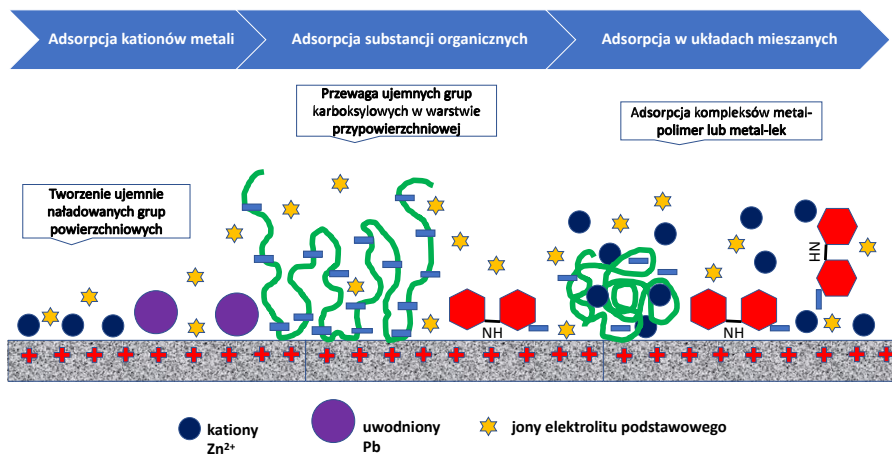 Adsorpcja kationów metali
Adsorpcja substancji organicznych
Adsorpcja w układach mieszanych
Przewaga ujemnych grup
karboksylowych w warstwie
przypowierzchniowej
Adsorpcja kompleksów metal-
polimer lub metal-lek
Tworzenie ujemnie
naładowanych grup
powierzchniowych
NH
NH
HN
kationy
Zn²⁺
uwodniony
Pb
jony elektrolitu podstawowego